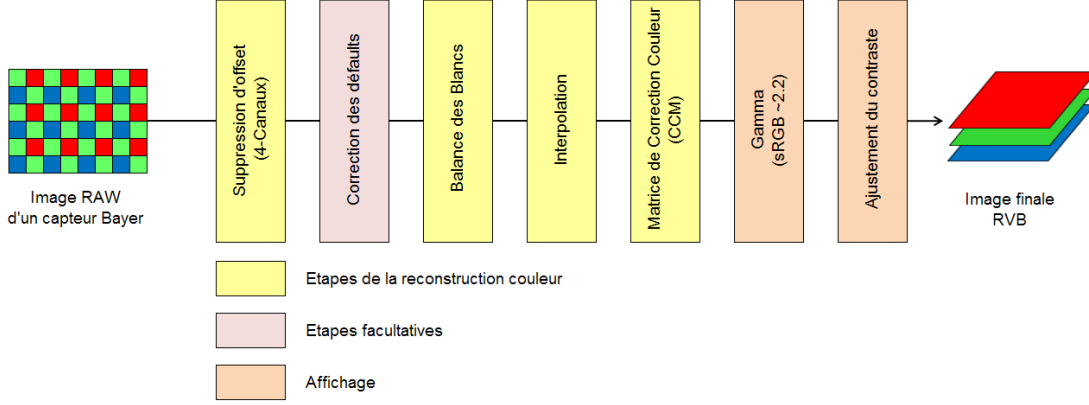 Image RAW
d'un capteur Bayer
Suppression d'offset
(4-Canaux)
Correction des défaults
Balance des Blancs
Interpolation
Matrice de Correction Couleur
(CCM)
Gamma
(sRGB ~2.2)
Ajustement du contraste
Image finale
RVB
Etapes de la reconstruction couleur
Etapes facultatives
Affichage